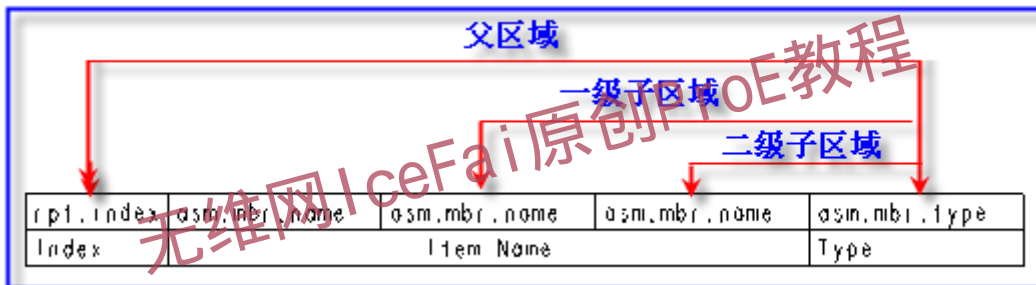 父区域
一级子区域
二级子区域
无维网IceFai原创ProE教程
rpt.index asm.mbr.name asm.mbr.name asm.mbr.name asm.mbr.type
Index Item Name Type